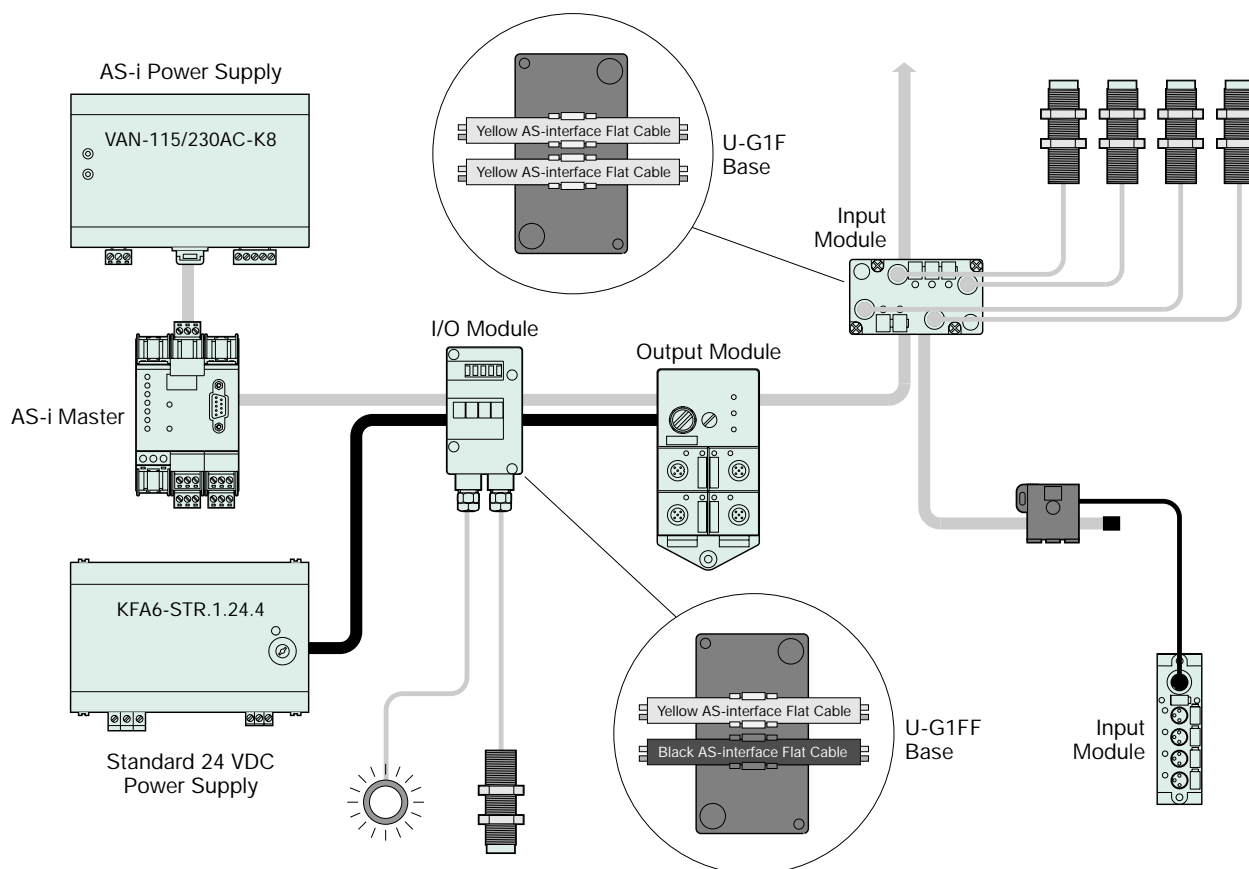 AS-i Power Supply
VAN-115/230AC-K8
Yellow AS-interface Flat Cable
Yellow AS-interface Flat Cable
U-G1F
Base
Input
Module
I/O Module
Output Module
AS-i Master
KFA6-STR.1.24.4
Standard 24 VDC
Power Supply
Yellow AS-interface Flat Cable
Black AS-interface Flat Cable
U-G1FF
Base
Input
Module